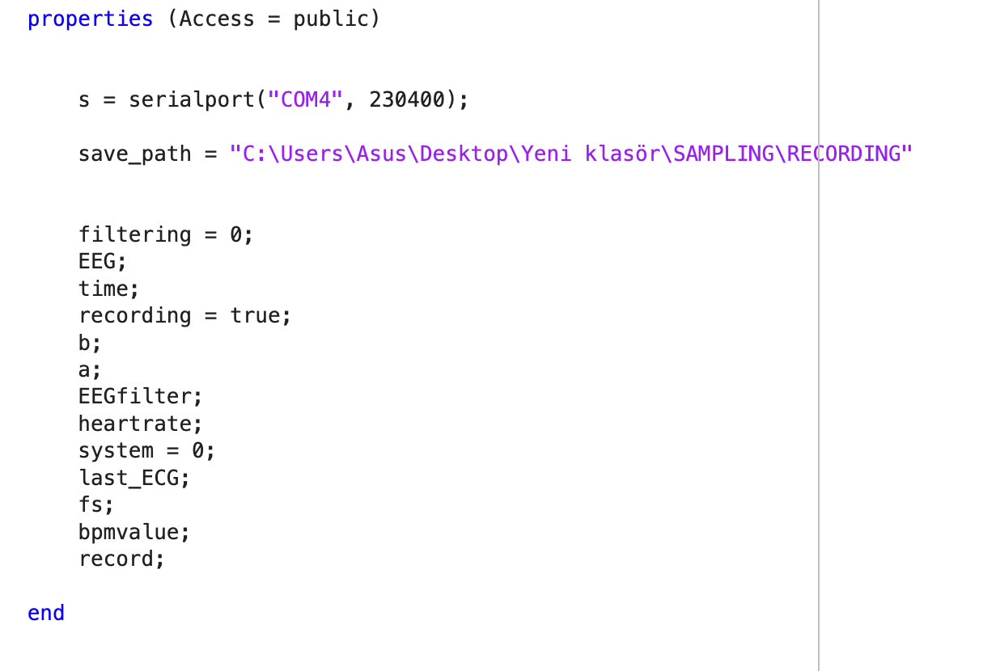 properties (Access = public)
s = serialport("COM4", 230400);
save_path = "C:\Users\Asus\Desktop\Yeni klasör\SAMPLING\RECORDING"
filtering = 0;
EEG;
time;
recording = true;
b;
a;
EEGfilter;
heartrate;
system = 0;
last_ECG;
fs;
bpmvalue;
record;
end